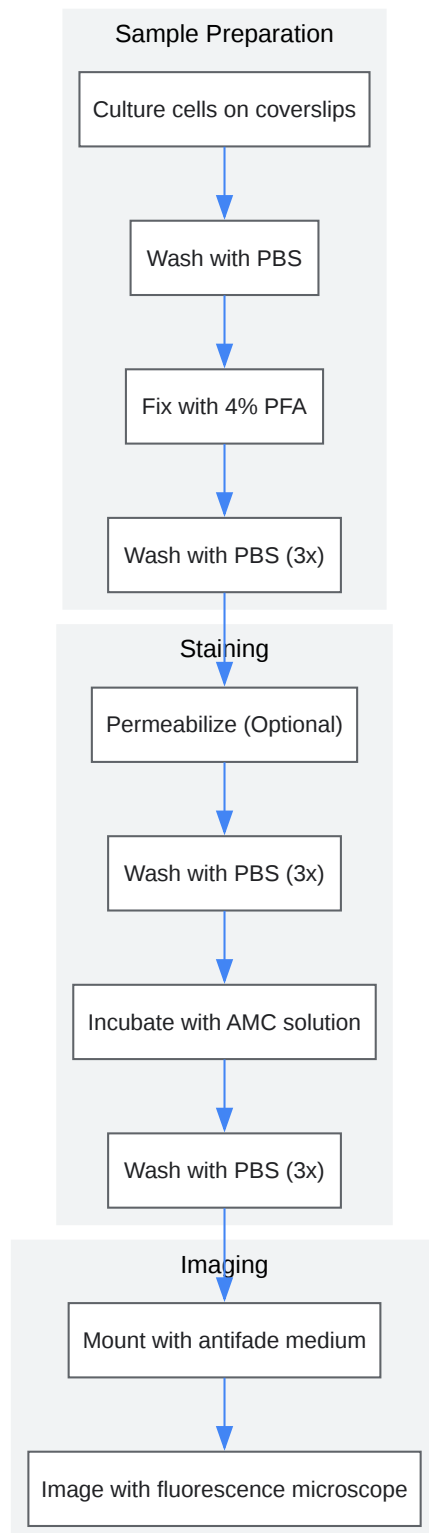 Sample Preparation
Culture cells on coverslips
Wash with PBS
Fix with 4% PFA
Wash with PBS (3x)
Staining
Permeabilize (Optional)
Wash with PBS (3x)
Incubate with AMC solution
Wash with PBS (3x)
Imaging
Mount with antifade medium
Image with fluorescence microscope